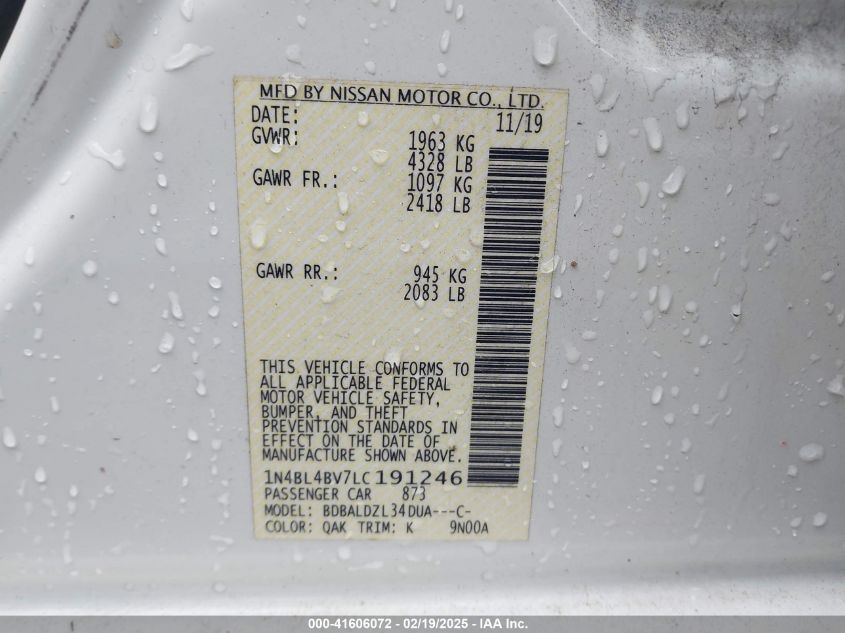 MFD BY NISSAN MOTOR CO., LTD.
DATE: 11/19
GVWR: 1963 KG
4328 LB
GAWR FR.: 1097 KG
2418 LB
GAWR RR.: 945 KG
2083 LB
THIS VEHICLE CONFORMS TO
ALL APPLICABLE FEDERAL
MOTOR VEHICLE SAFETY,
BUMPER, AND THEFT
PREVENTION STANDARDS IN
EFFECT ON THE DATE OF
MANUFACTURE SHOWN ABOVE.
1N4BL4BV7LC191246
PASSENGER CAR 873
MODEL: BDBALDZL34DUA---C-
COLOR: QAK TRIM: K 9N00A
000-41606072 - 02/19/2025 - IAA Inc.